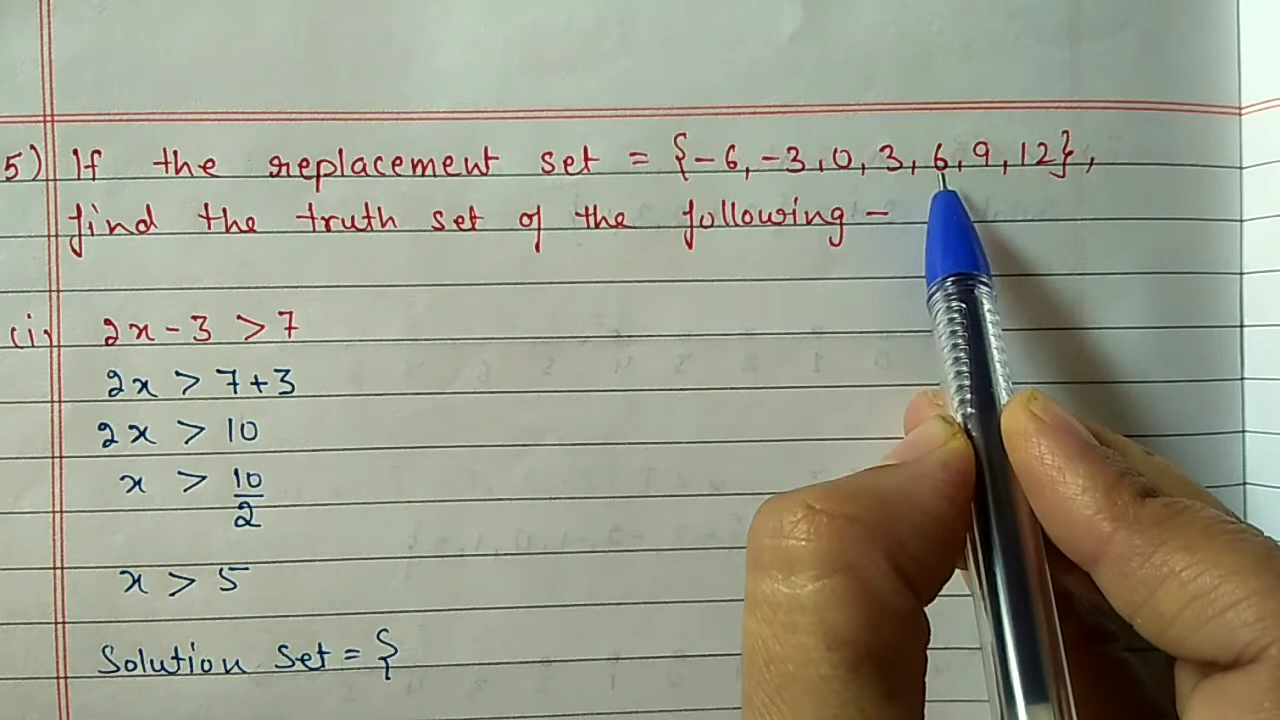 5) If the replacement set = {-6, -3, 0, 3, 6, 9, 12},
find the truth set of the following -
(i) 2x - 3 > 7
2x > 7+3
2x > 10
x > 10/2
x > 5
Solution Set = {